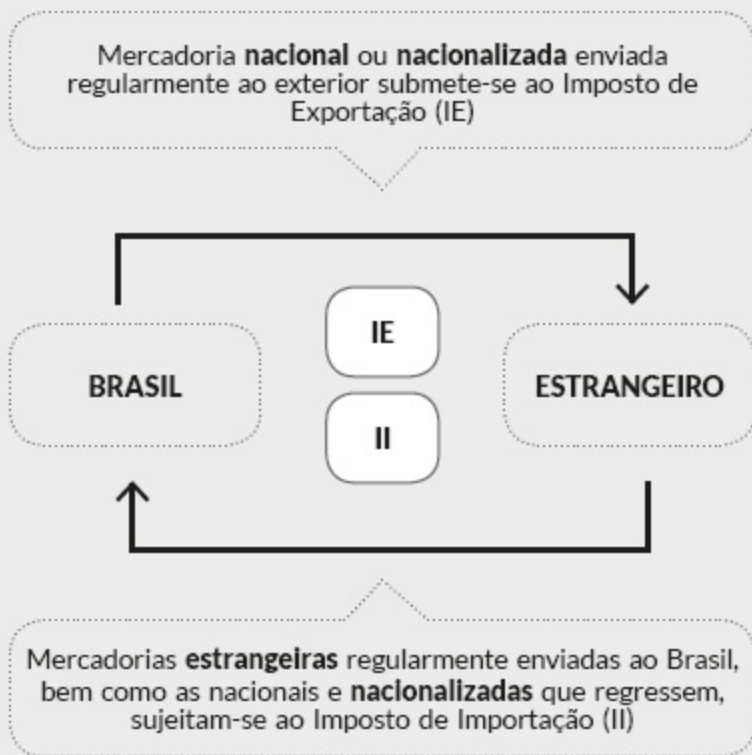 Mercadoria nacional ou nacionalizada enviada
regularmente ao exterior submete-se ao Imposto de
Exportação (IE)
IE
BRASIL
ESTRANGEIRO
II
Mercadorias estrangeiras regularmente enviadas ao Brasil,
bem como as nacionais e nacionalizadas que regressem,
sujeitam-se ao Imposto de Importação (II)